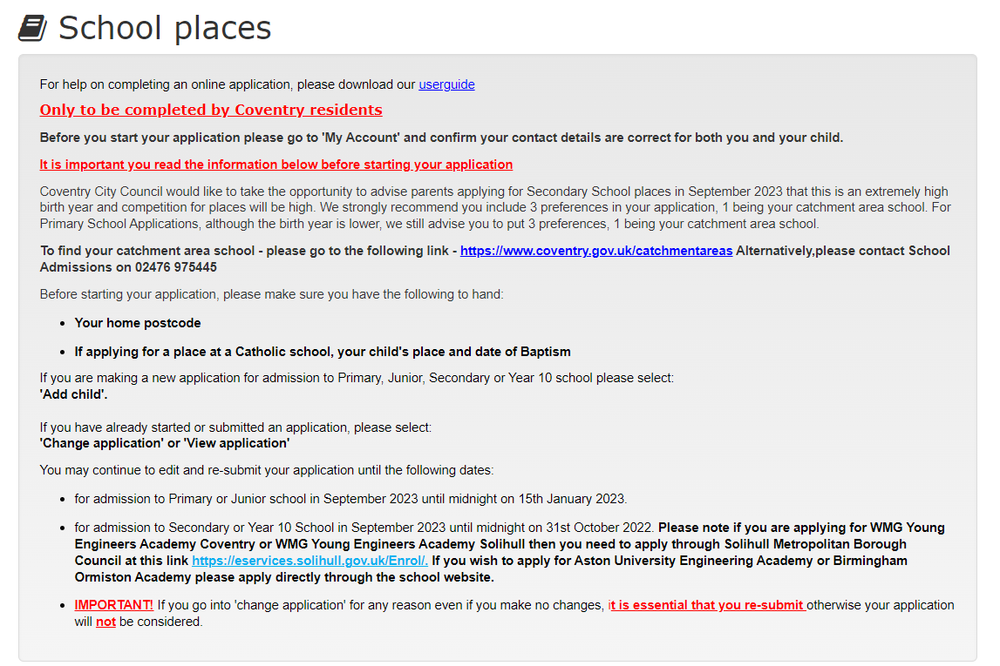 School places
For help on completing an online application, please download our userguide
Only to be completed by Coventry residents
Before you start your application please go to 'My Account' and confirm your contact details are correct for both you and your child.
It is important you read the information below before starting your application
Coventry City Council would like to take the opportunity to advise parents applying for Secondary School places in September 2023 that this is an extremely high
birth year and competition for places will be high. We strongly recommend you include 3 preferences in your application, 1 being your catchment area school. For
Primary School Applications, although the birth year is lower, we still advise you to put 3 preferences, 1 being your catchment area school.
To find your catchment area school - please go to the following link - https://www.coventry.gov.uk/catchmentareas Alternatively,please contact School
Admissions on 02476 975445
Before starting your application, please make sure you have the following to hand:
• Your home postcode
• If applying for a place at a Catholic school, your child's place and date of Baptism
If you are making a new application for admission to Primary, Junior, Secondary or Year 10 school please select:
'Add child'.
If you have already started or submitted an application, please select:
'Change application' or 'View application'
You may continue to edit and re-submit your application until the following dates:
• for admission to Primary or Junior school in September 2023 until midnight on 15th January 2023.
• for admission to Secondary or Year 10 School in September 2023 until midnight on 31st October 2022. Please note if you are applying for WMG Young
Engineers Academy Coventry or WMG Young Engineers Academy Solihull then you need to apply through Solihull Metropolitan Borough
Council at this link https://eservices.solihull.gov.uk/Enrol/. If you wish to apply for Aston University Engineering Academy or Birmingham
Ormiston Academy please apply directly through the school website.
• IMPORTANT! If you go into 'change application' for any reason even if you make no changes, it is essential that you re-submit otherwise your application
will not be considered.